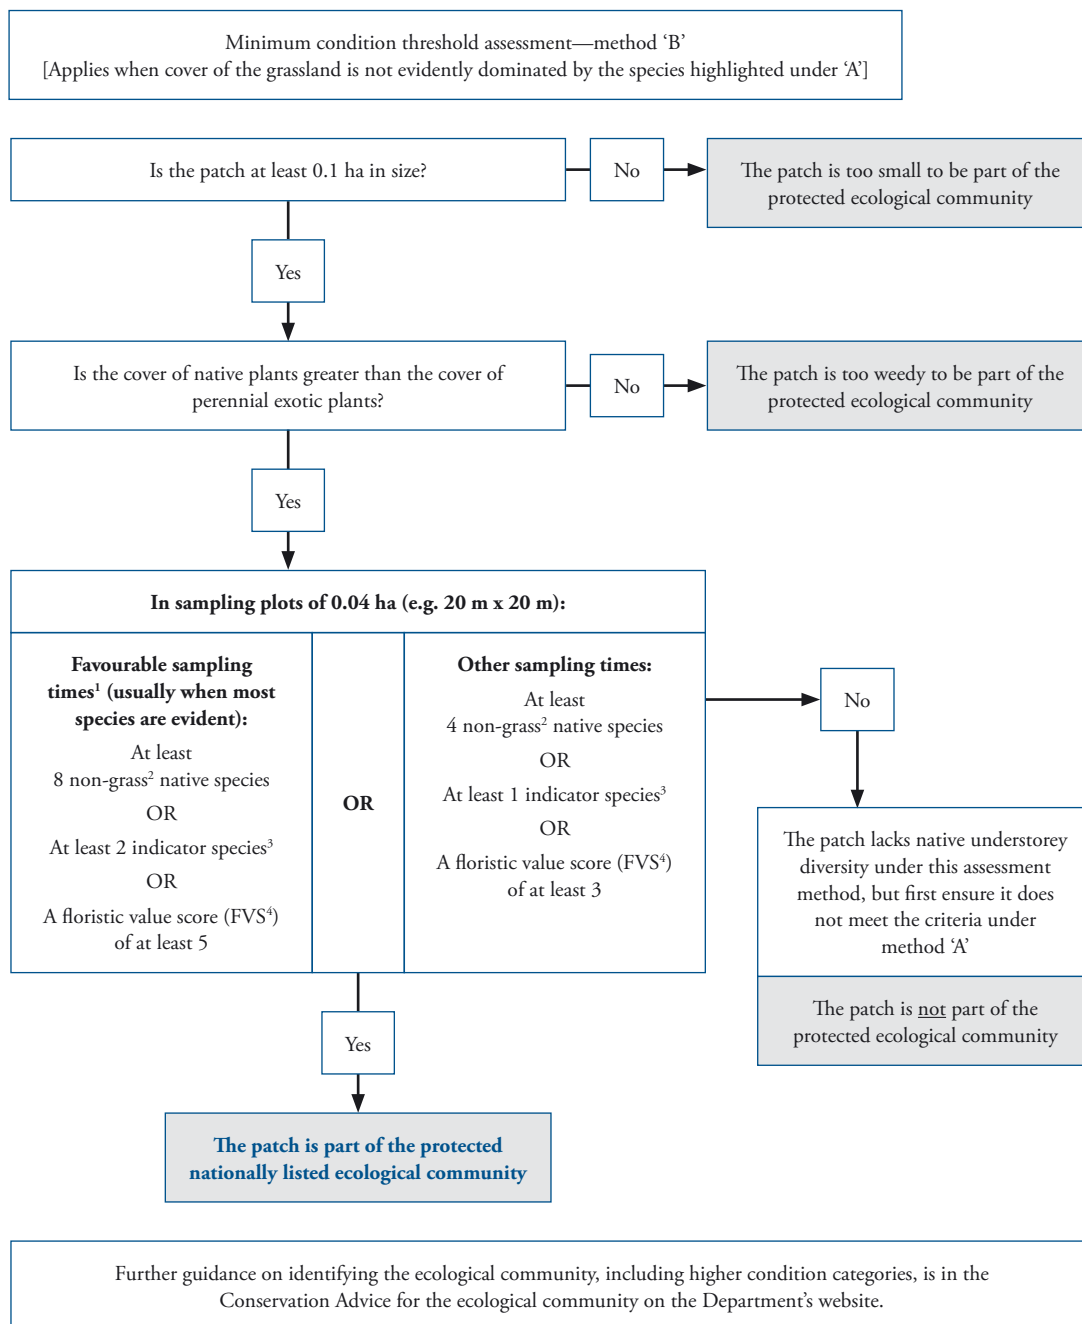 Minimum condition threshold assessment—method ‘B’
[Applies when cover of the grassland is not evidently dominated by the species highlighted under ‘A’]
Is the patch at least 0.1 ha in size?
No
The patch is too small to be part of the
protected ecological community
Yes
Is the cover of native plants greater than the cover of
perennial exotic plants?
No
The patch is too weedy to be part of the
protected ecological community
Yes
In sampling plots of 0.04 ha (e.g. 20 m x 20 m):
Favourable sampling
times¹ (usually when most
species are evident):
At least
8 non-grass² native species
OR
At least 2 indicator species³
OR
A floristic value score (FVS⁴)
of at least 5
OR
Other sampling times:
At least
4 non-grass² native species
OR
At least 1 indicator species³
OR
A floristic value score (FVS⁴)
of at least 3
No
The patch lacks native understorey
diversity under this assessment
method, but first ensure it does
not meet the criteria under
method ‘A’
The patch is not part of the
protected ecological community
Yes
The patch is part of the protected
nationally listed ecological community
Further guidance on identifying the ecological community, including higher condition categories, is in the
Conservation Advice for the ecological community on the Department’s website.